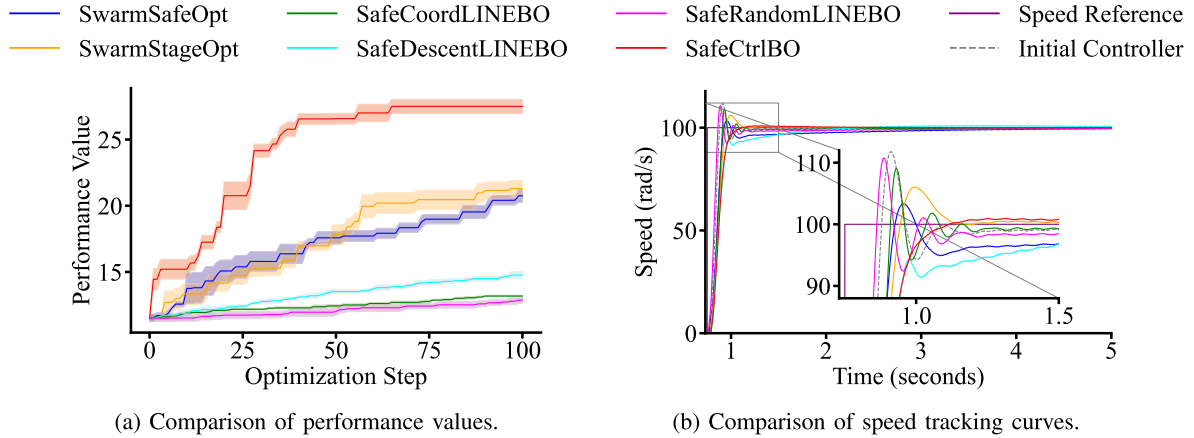 SwarmSafeOpt SafeCoordLINEBO SafeRandomLINEBO Speed Reference
SwarmStageOpt SafeDescentLINEBO SafeCtrlBO Initial Controller
Performance Value
25
20
15
0 25 50 75 100
Optimization Step
(a) Comparison of performance values.
Speed (rad/s)
100
50
0
110
100
90
1.0 1.5
1 2 3 4 5
Time (seconds)
(b) Comparison of speed tracking curves.